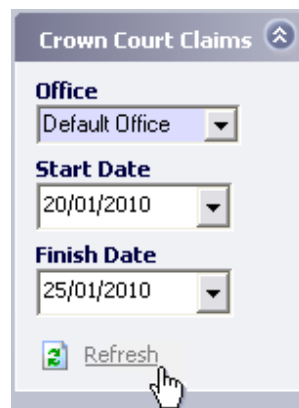 Crown Court Claims
Office
Default Office
Start Date
20/01/2010
Finish Date
25/01/2010
Refresh